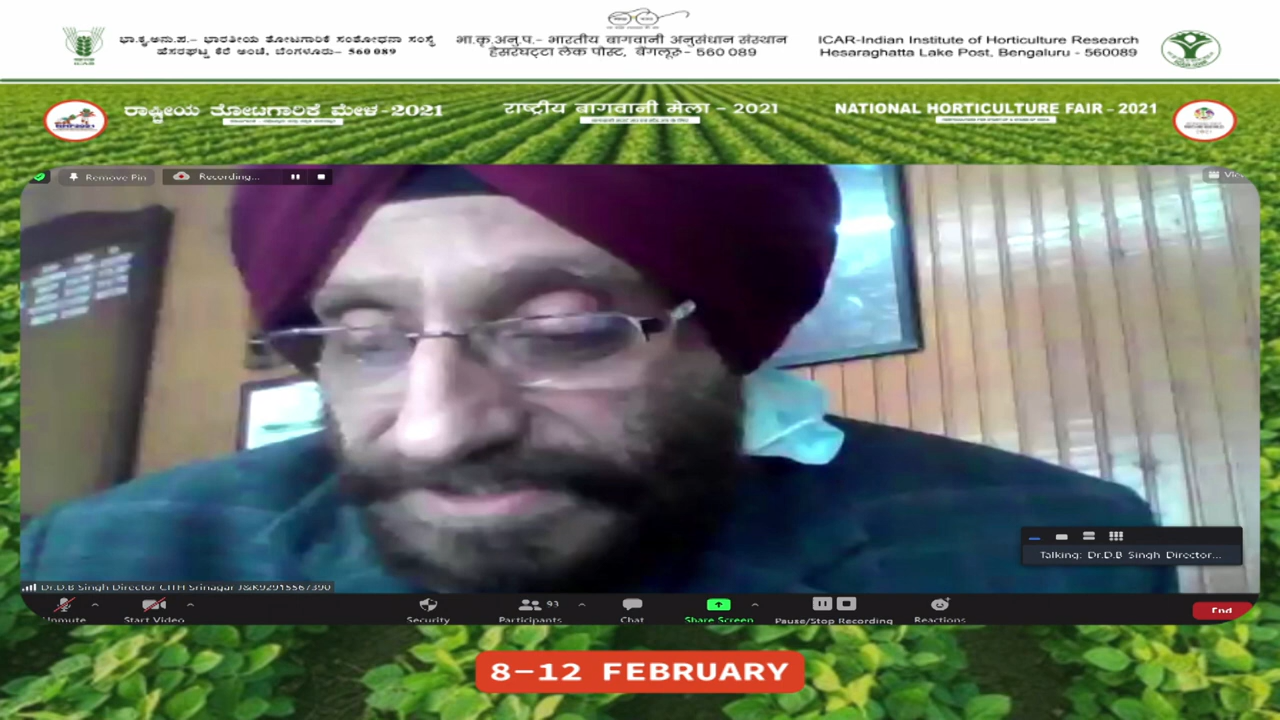 ಭಾ.ಕೃ.ಅನು.ಪ.- ಭಾರತೀಯ ತೋಟಗಾರಿಕೆ ಸಂಶೋಧನಾ ಸಂಸ್ಥೆ
ಹೆಸರಘಟ್ಟ ಕೆರೆ ಅಂಚೆ, ಬೆಂಗಳೂರು- 560 089
भा.कृ.अनु.प.- भारतीय बागवानी अनुसंधान संस्थान
हेसरघट्टा लेक पोस्ट, बेंगलूरू- 560 089
ICAR-Indian Institute of Horticulture Research
Hesaraghatta Lake Post, Bengaluru - 560089
ICAR
ರಾಷ್ಟ್ರೀಯ ತೋಟಗಾರಿಕೆ ಮೇಳ -2021
राष्ट्रीय बागवानी मेला - 2021
NATIONAL HORTICULTURE FAIR - 2021
Remove Pin
Recording...
Talking: Dr.D.B Singh Director...
Dr.D.B Singh Director CITH Srinagar J&K92915567390
Unmute
Start Video
Security
93
Participants
Chat
Share Screen
Pause/Stop Recording
Reactions
End
8-12 FEBRUARY